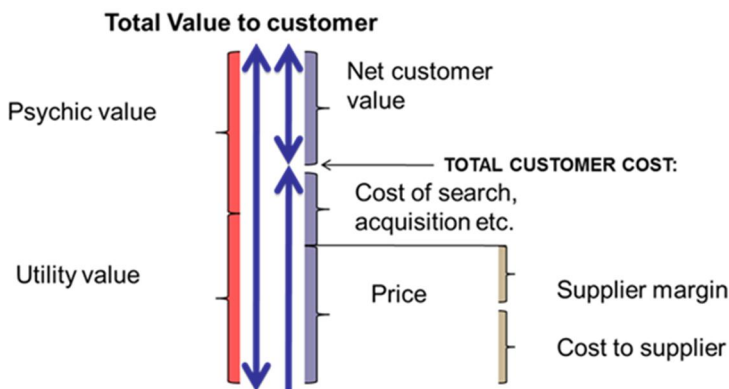 Total Value to customer
Psychic value
Net customer
value
TOTAL CUSTOMER COST:
Cost of search,
acquisition etc.
Utility value
Price
Supplier margin
Cost to supplier